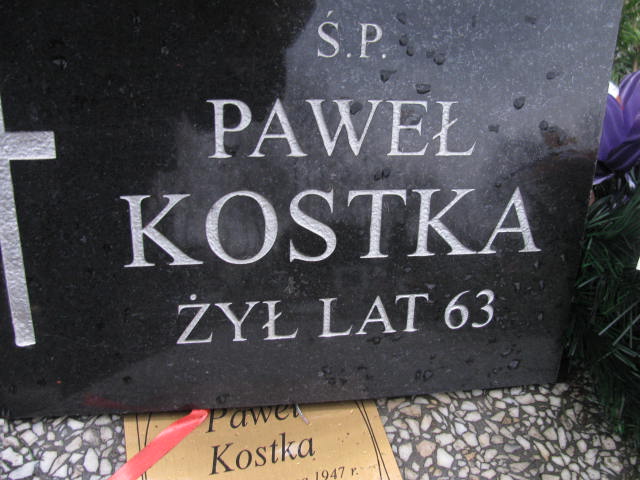 Ś.P.
PAWEŁ
KOSTKA
ŻYŁ LAT 63
Paweł
Kostka
1947 r.